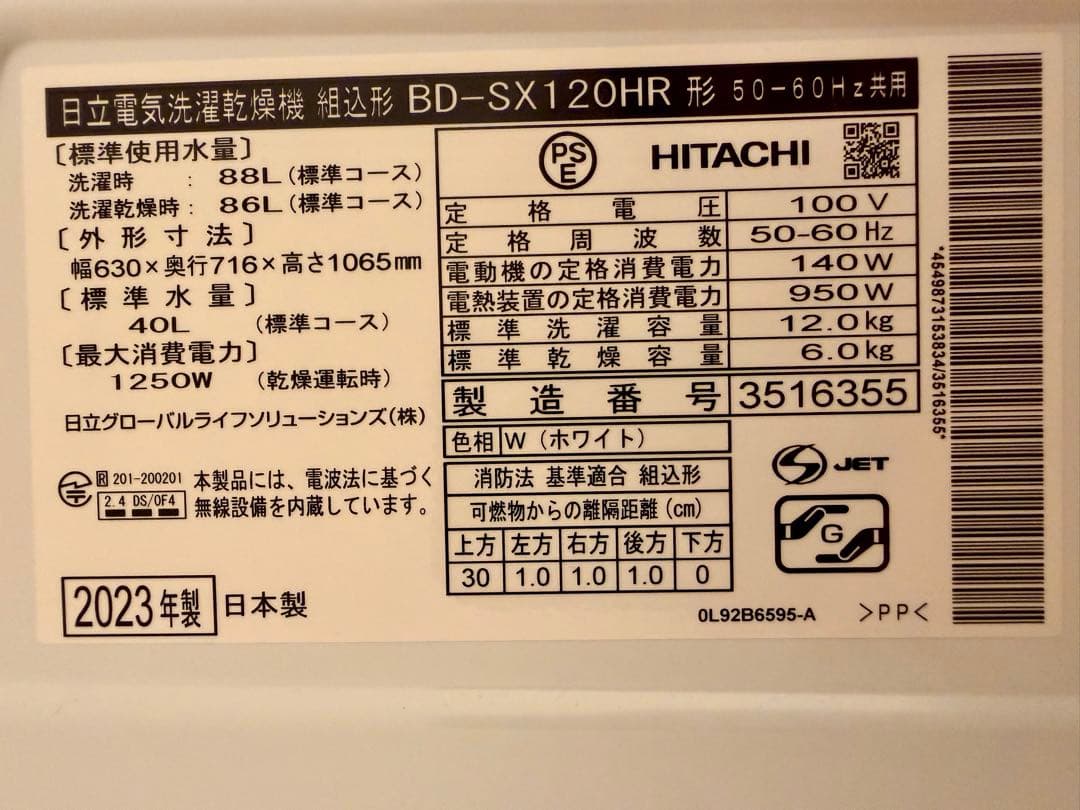 日立電気洗濯乾燥機 組込形 BD-SX120HR 形 50-60Hz共用
〔標準使用水量〕
洗濯時 : 88L(標準コース)
洗濯乾燥時: 86L(標準コース)
〔外形寸法〕
幅630×奥行716×高さ1065mm
〔標準水量〕
40L (標準コース)
〔最大消費電力〕
1250W (乾燥運転時)
日立グローバルライフソリューションズ(株)
R 201-200201 本製品には、電波法に基づく
2.4 DS/OF4 無線設備を内蔵しています。
2023年製 日本製
PSE HITACHI
定格電圧 100V
定格周波数 50-60Hz
電動機の定格消費電力 140W
電熱装置の定格消費電力 950W
標準洗濯容量 12.0kg
標準乾燥容量 6.0kg
製造番号 3516355
色相 W(ホワイト)
消防法 基準適合 組込形
可燃物からの離隔距離(cm)
上方 左方 右方 後方 下方
30 1.0 1.0 1.0 0
S JET
G
0L92B6595-A >PP<
*4549873153834/3516355*